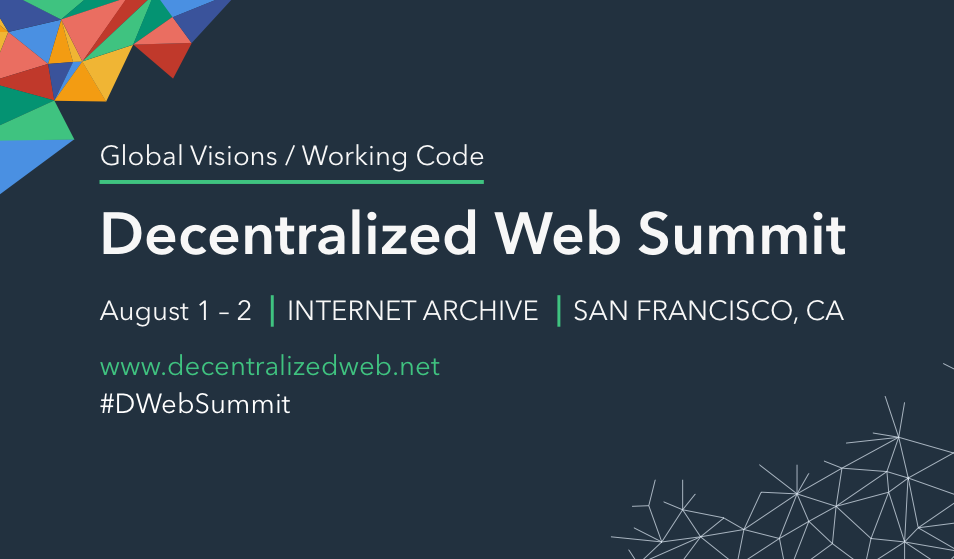 Global Visions / Working Code
Decentralized Web Summit
August 1 – 2 | INTERNET ARCHIVE | SAN FRANCISCO, CA
www.decentralizedweb.net
#DWebSummit